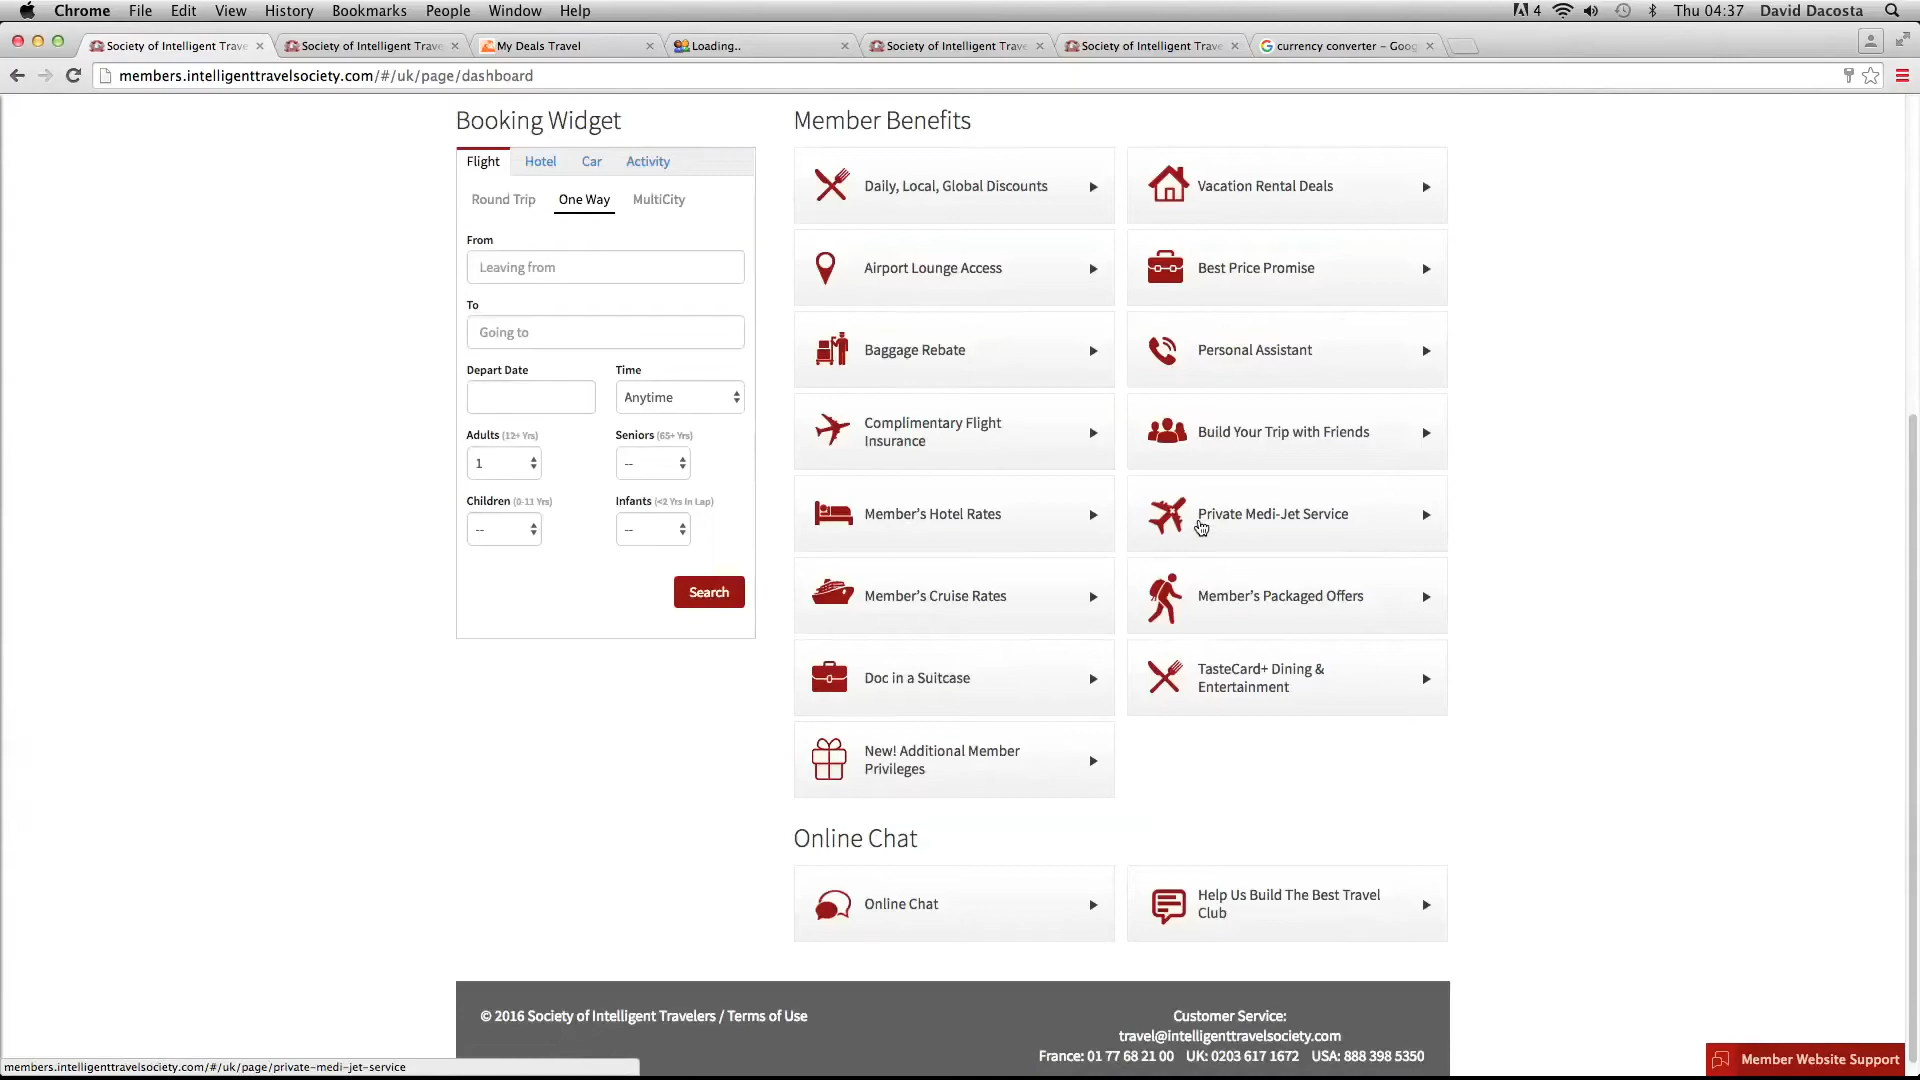 Chrome File Edit View History Bookmarks People Window Help 4 Thu 04:37 David Dacosta
Society of Intelligent Trave × Society of Intelligent Trave × My Deals Travel × Loading.. × Society of Intelligent Trave × Society of Intelligent Trave × currency converter – Goog ×
members.intelligenttravelsociety.com/#/uk/page/dashboard
Booking Widget
Flight Hotel Car Activity
Round Trip One Way MultiCity
From
Leaving from
To
Going to
Depart Date Time
Anytime
Adults (12+ Yrs) Seniors (65+ Yrs)
1 --
Children (0-11 Yrs) Infants (<2 Yrs In Lap)
-- --
Search
Member Benefits
Daily, Local, Global Discounts
Vacation Rental Deals
Airport Lounge Access
Best Price Promise
Baggage Rebate
Personal Assistant
Complimentary Flight
Insurance
Build Your Trip with Friends
Member's Hotel Rates
Private Medi-Jet Service
Member's Cruise Rates
Member's Packaged Offers
Doc in a Suitcase
TasteCard+ Dining &
Entertainment
New! Additional Member
Privileges
Online Chat
Online Chat
Help Us Build The Best Travel
Club
© 2016 Society of Intelligent Travelers / Terms of Use
Customer Service:
travel@intelligenttravelsociety.com
France: 01 77 68 21 00 UK: 0203 617 1672 USA: 888 398 5350
Member Website Support
members.intelligenttravelsociety.com/#/uk/page/private-medi-jet-service